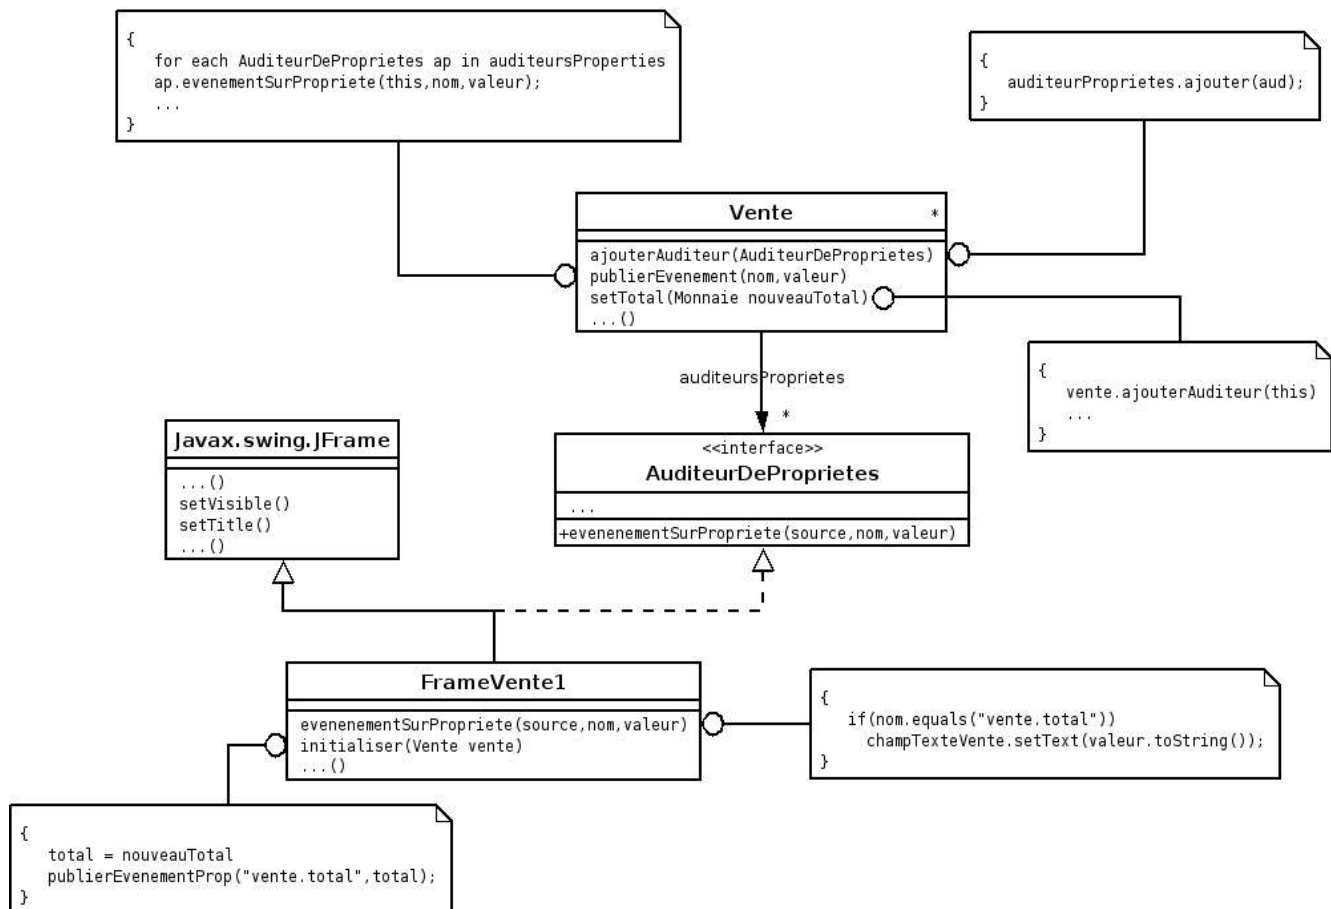 {
for each AuditeurDeProprietes ap in auditeursProperties
ap.evenementSurPropriete(this,nom,valeur);
...
}
{
auditeurProprietes.ajouter(aud);
}
Vente *
ajouterAuditeur(AuditeurDeProprietes)
publierEvenement(nom,valeur)
setTotal(Monnaie nouveauTotal)
...()
{
vente.ajouterAuditeur(this)
...
}
auditeursProprietes
*
Javax.swing.JFrame
...()
setVisible()
setTitle()
...()
<<interface>>
AuditeurDeProprietes
...
+evenenementSurPropriete(source,nom,valeur)
FrameVente1
evenenementSurPropriete(source,nom,valeur)
initialiser(Vente vente)
...()
{
if(nom.equals("vente.total"))
champTexteVente.setText(valeur.toString());
}
{
total = nouveauTotal
publierEvenementProp("vente.total",total);
}